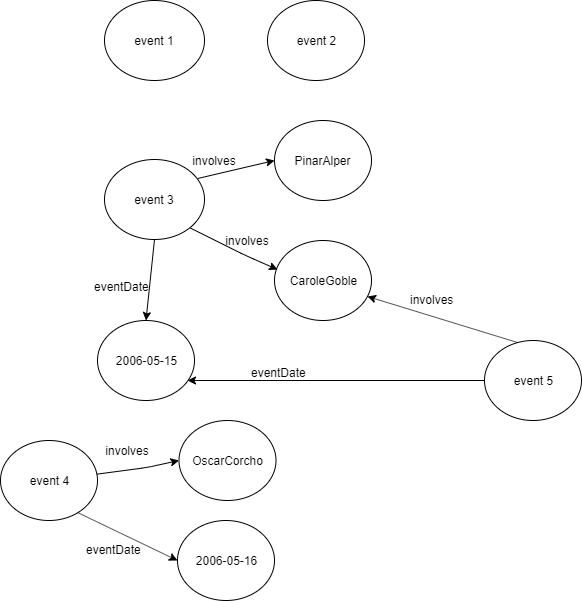 event 1
event 2
PinarAlper
involves
event 3
involves
CaroleGoble
eventDate
involves
2006-05-15
eventDate
event 5
involves
OscarCorcho
event 4
eventDate
2006-05-16